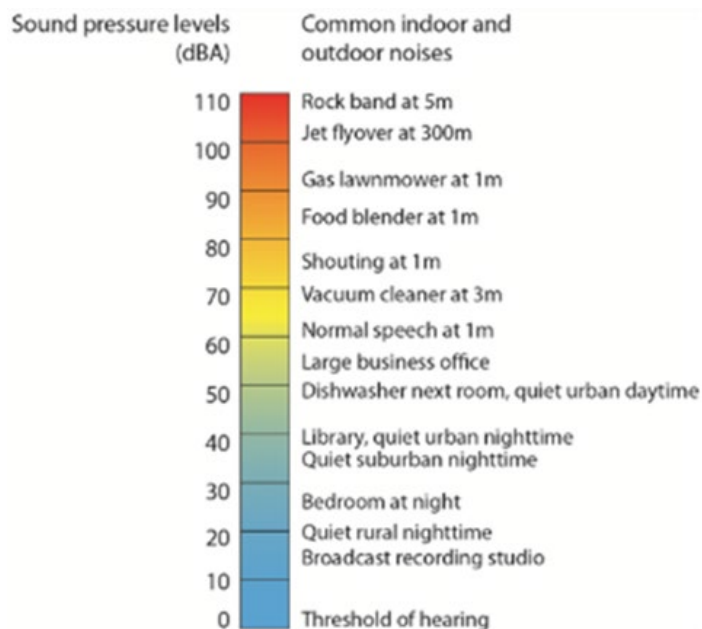 Sound pressure levels
(dBA)
Common indoor and
outdoor noises
110
Rock band at 5m
Jet flyover at 300m
100
Gas lawnmower at 1m
90
Food blender at 1m
80
Shouting at 1m
70
Vacuum cleaner at 3m
Normal speech at 1m
60
Large business office
50
Dishwasher next room, quiet urban daytime
40
Library, quiet urban nighttime
Quiet suburban nighttime
30
Bedroom at night
20
Quiet rural nighttime
Broadcast recording studio
10
0
Threshold of hearing